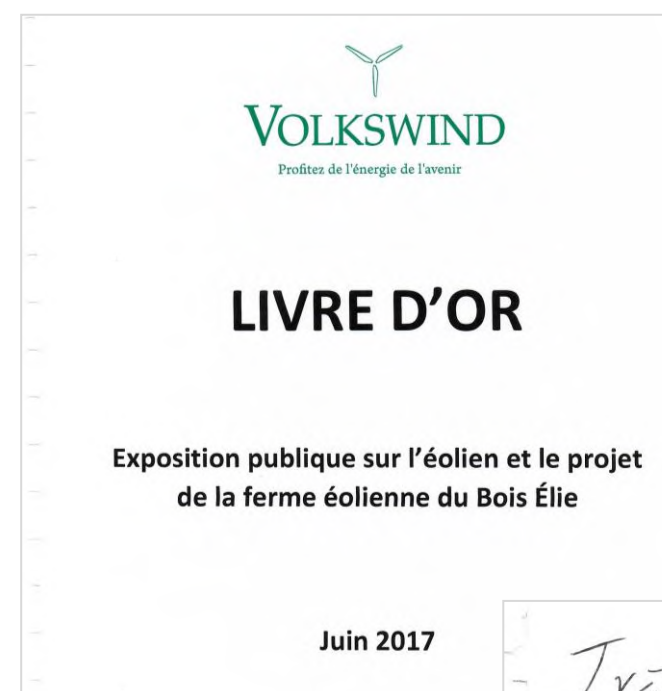 VOLKSWIND
Profitez de l'énergie de l'avenir
LIVRE D'OR
Exposition publique sur l'éolien et le projet
de la ferme éolienne du Bois Élie
Juin 2017